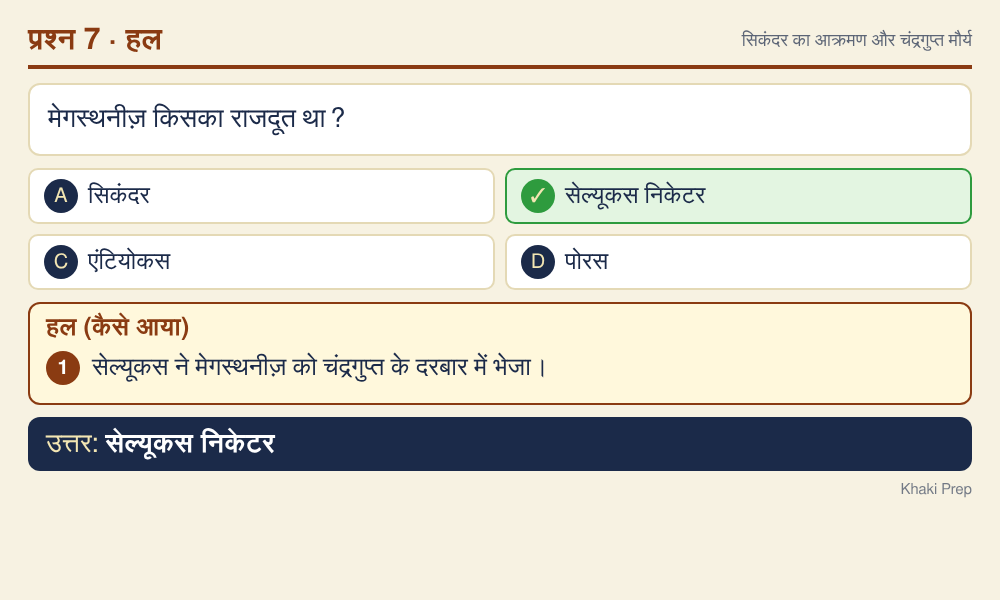 प्रश्न 7 · हल
सिकंदर का आक्रमण और चंद्रगुप्त मौर्य
मेगस्थनीज़ किसका राजदूत था ?
A सिकंदर
✓ सेल्यूकस निकेटर
C एंटियोकस
D पोरस
हल (कैसे आया)
1 सेल्यूकस ने मेगस्थनीज़ को चंद्रगुप्त के दरबार में भेजा।
उत्तर: सेल्यूकस निकेटर
Khaki Prep